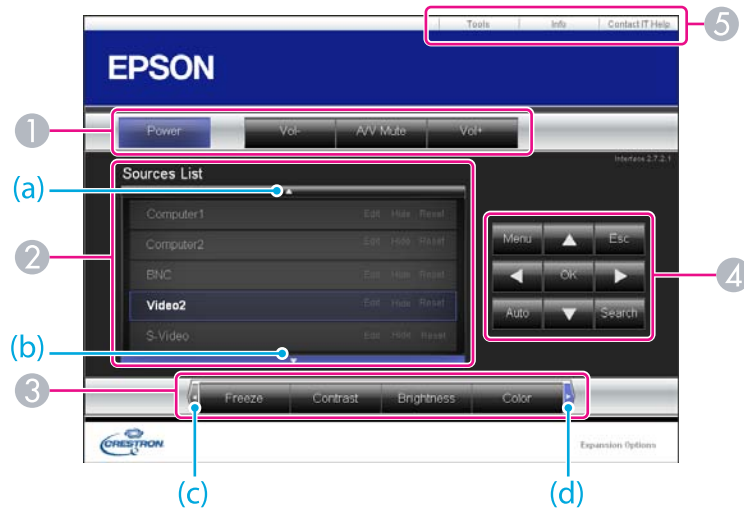 Tools Info Contact IT Help
5
EPSON
1
Power Vol- A/V Mute Vol+
Interface 2.7.2.1
Sources List
(a)
Computer1 Edit Hide Reset
Computer2 Edit Hide Reset
2
BNC Edit Hide Reset
Video2 Edit Hide Reset
S-Video Edit Hide Reset
(b)
Menu Esc
OK
4
Auto Search
3
Freeze Contrast Brightness Color
CRESTRON
Expansion Options
(c) (d)